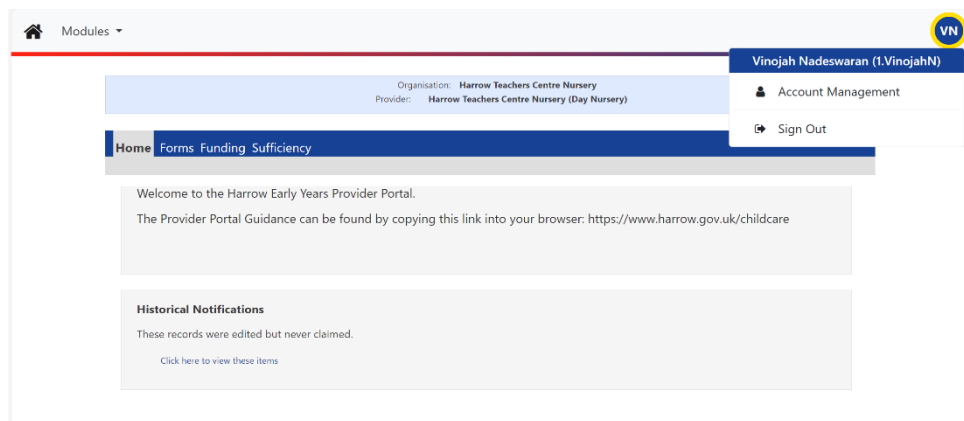 Modules
VN
Vinojah Nadeswaran (1.VinojahN)
Account Management
Sign Out
Organisation: Harrow Teachers Centre Nursery
Provider: Harrow Teachers Centre Nursery (Day Nursery)
Home Forms Funding Sufficiency
Welcome to the Harrow Early Years Provider Portal.
The Provider Portal Guidance can be found by copying this link into your browser: https://www.harrow.gov.uk/childcare
Historical Notifications
These records were edited but never claimed.
Click here to view these items